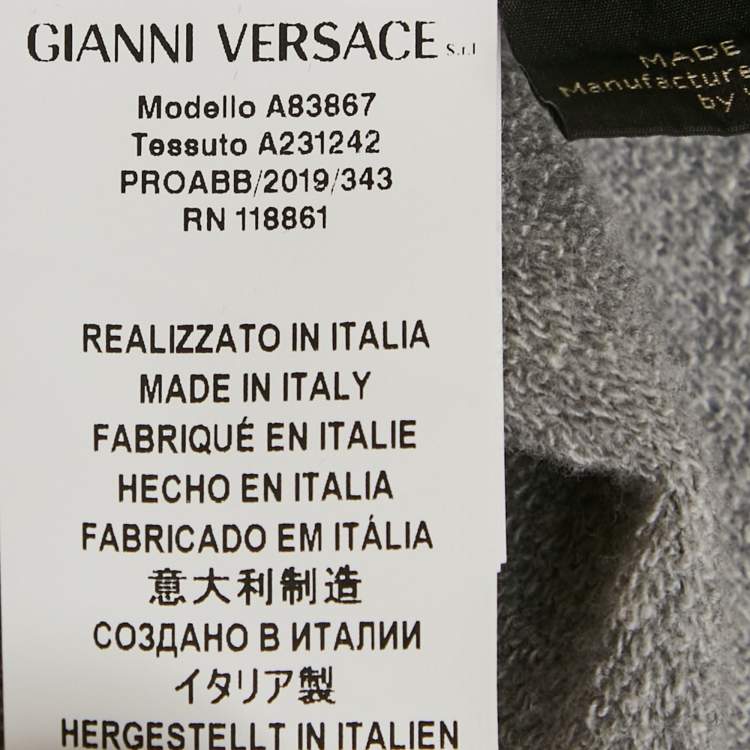 GIANNI VERSACE S.r.l
Modello A83867
Tessuto A231242
PROABB/2019/343
RN 118861
REALIZZATO IN ITALIA
MADE IN ITALY
FABRIQUÉ EN ITALIE
HECHO EN ITALIA
FABRICADO EM ITÁLIA
意大利制造
СОЗДАНО В ИТАЛИИ
イタリア製
HERGESTELLT IN ITALIEN
MADE
Manufacture
by